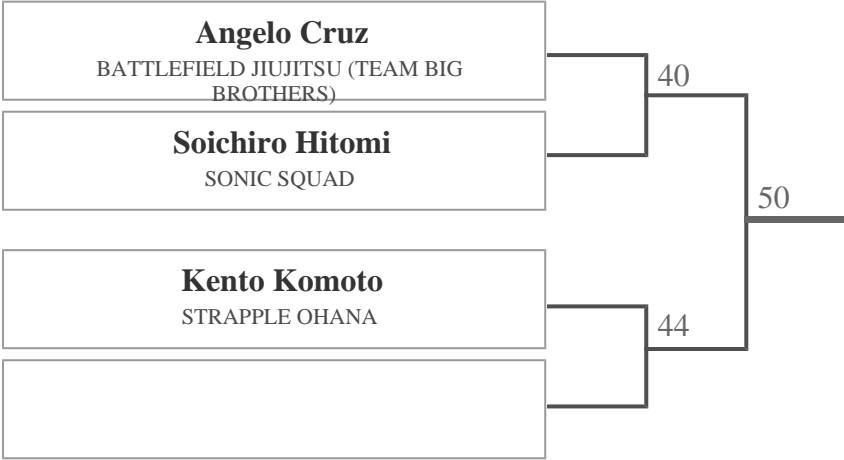 Angelo Cruz
BATTLEFIELD JIUJITSU (TEAM BIG
BROTHERS)
40
Soichiro Hitomi
SONIC SQUAD
50
Kento Komoto
STRAPPLE OHANA
44